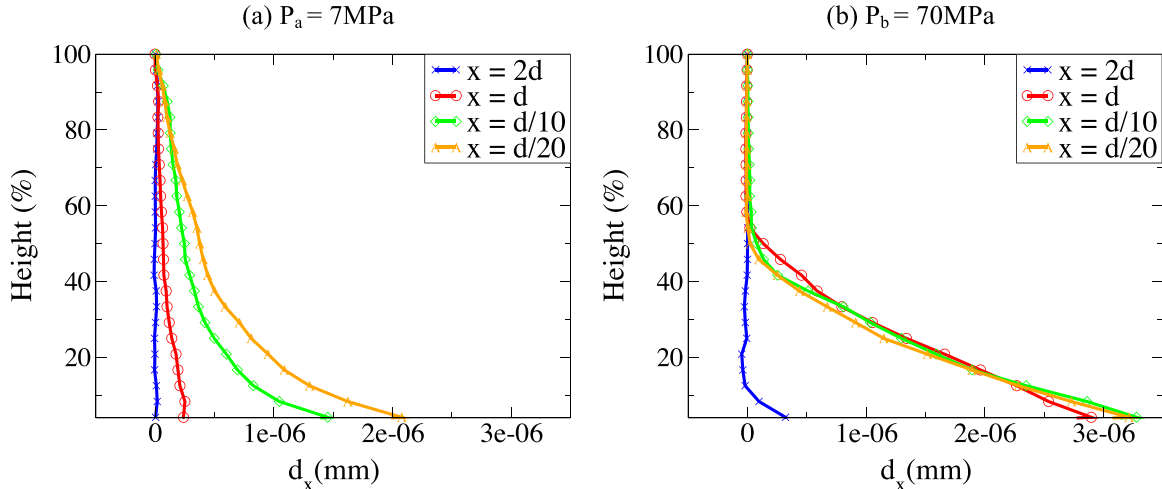 (a) Pa = 7MPa
(b) Pb = 70MPa
100
80
60
40
20
Height (%)
x = 2d
x = d
x = d/10
x = d/20
0
1e-06
2e-06
3e-06
dx(mm)
100
80
60
40
20
Height (%)
x = 2d
x = d
x = d/10
x = d/20
0
1e-06
2e-06
3e-06
dx(mm)